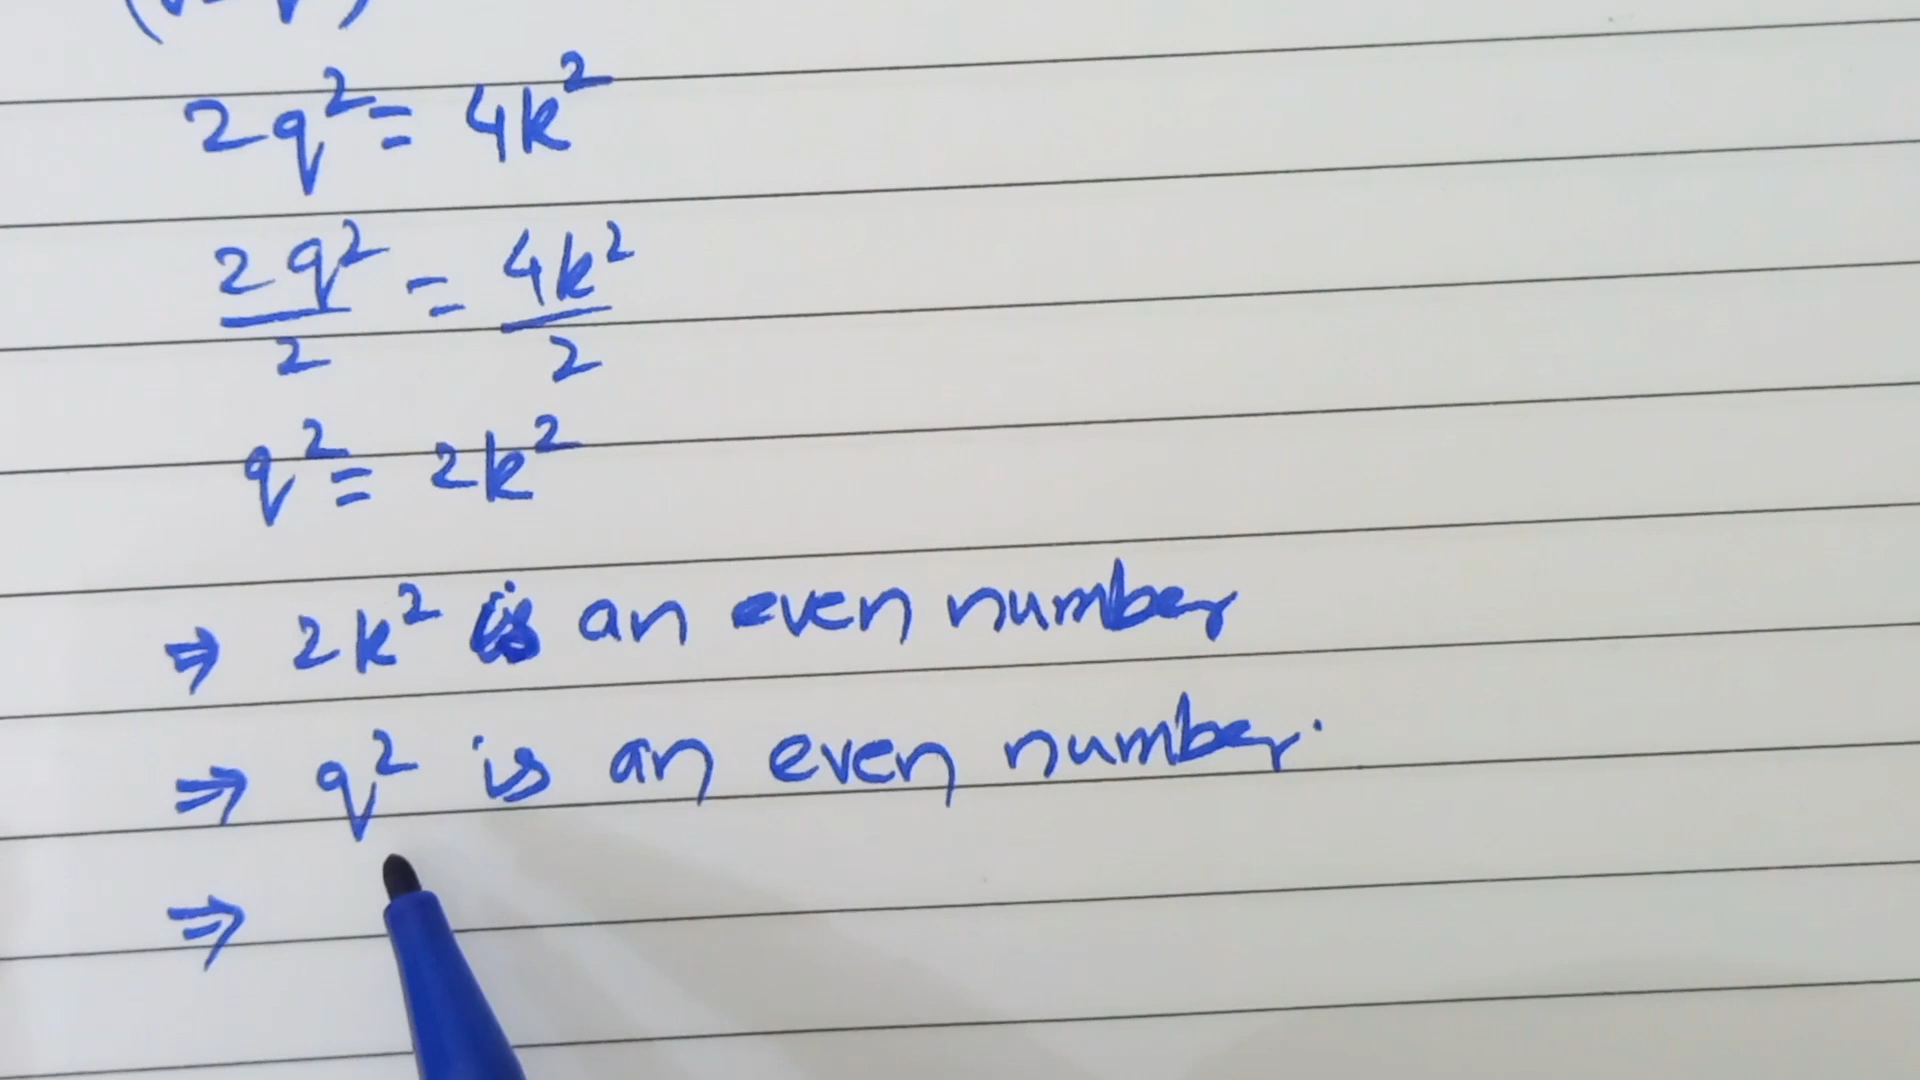 2q² = 4k²
2q²/2 = 4k²/2
q² = 2k²
⇒ 2k² is an even number
⇒ q² is an even number.
⇒